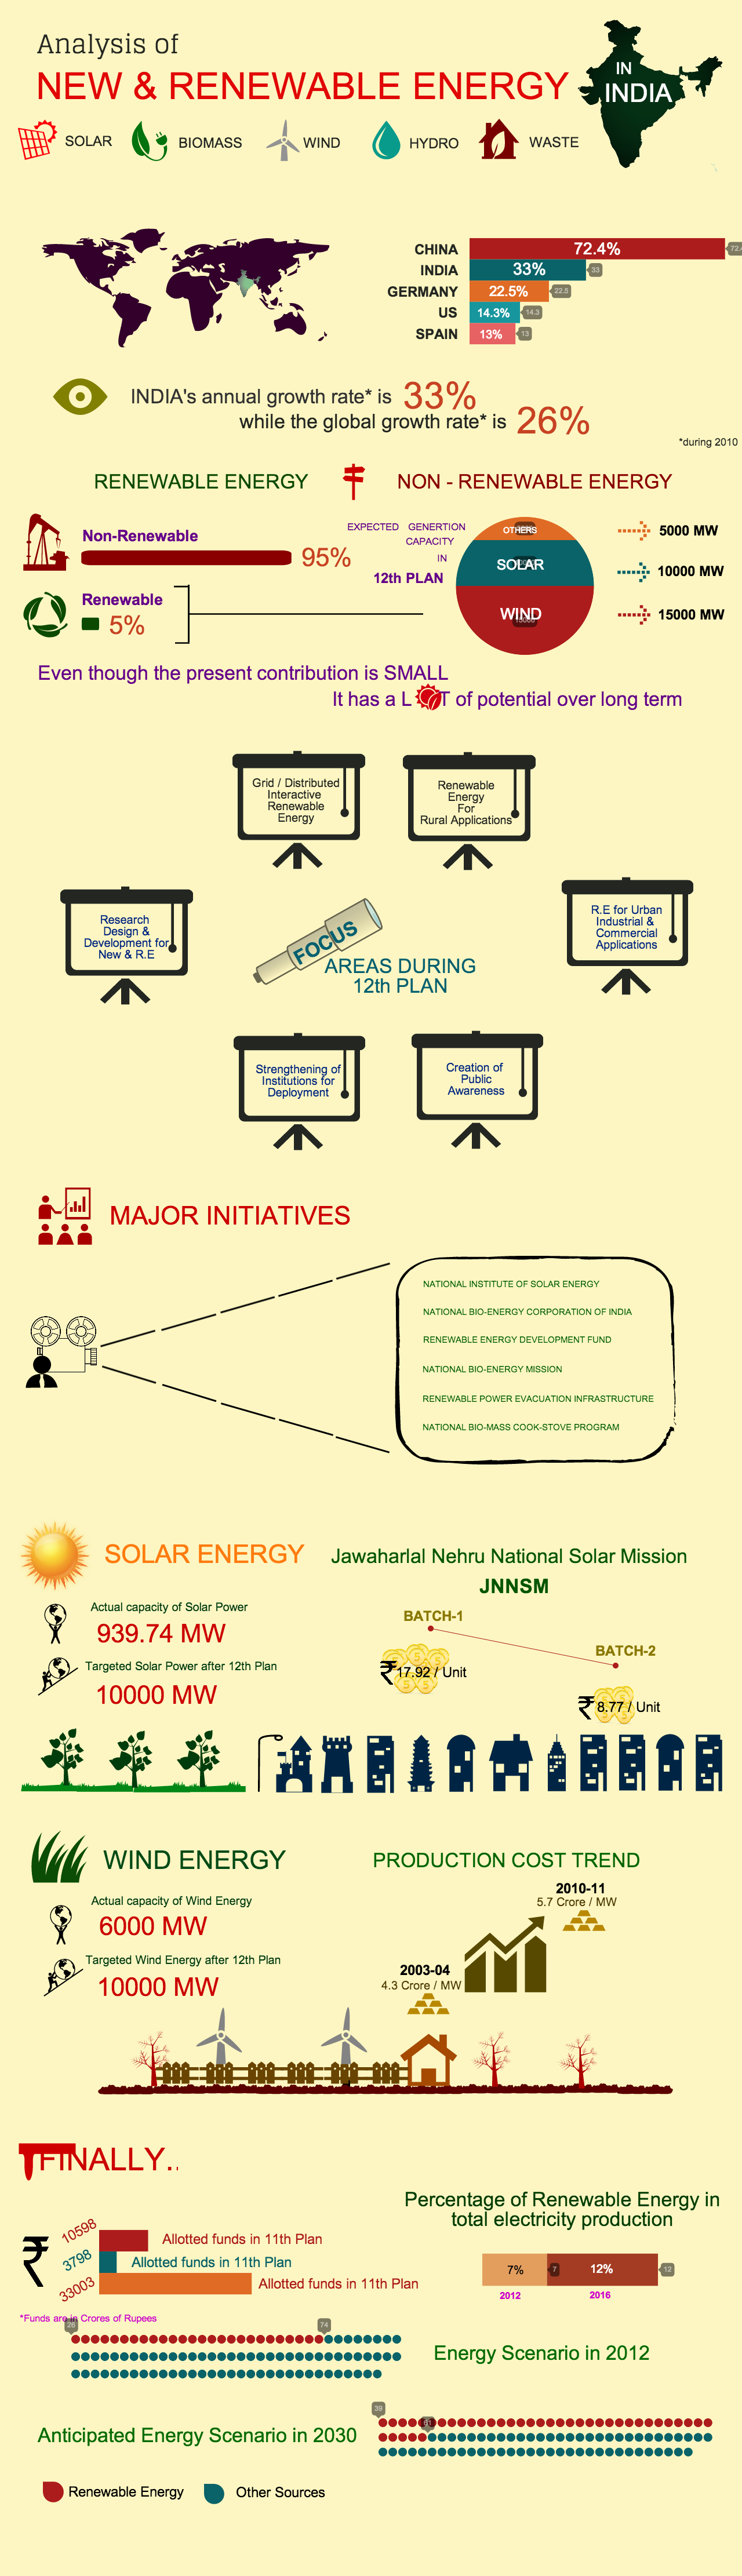 Analysis of
NEW & RENEWABLE ENERGY
IN
INDIA
SOLAR
BIOMASS
WIND
HYDRO
WASTE
CHINA 72.4% 72.4
INDIA 33% 33
GERMANY 22.5% 22.5
US 14.3% 14.3
SPAIN 13% 13
INDIA's annual growth rate* is 33%
while the global growth rate* is 26%
*during 2010
RENEWABLE ENERGY
NON - RENEWABLE ENERGY
Non-Renewable
95%
Renewable
5%
EXPECTED GENERTION
CAPACITY
IN
12th PLAN
OTHERS
SOLAR
WIND
15000
5000 MW
10000 MW
15000 MW
Even though the present contribution is SMALL
It has a L T of potential over long term
Grid / Distributed
Interactive
Renewable
Energy
Renewable
Energy
For
Rural Applications
Research
Design &
Development for
New & R.E
R.E for Urban
Industrial &
Commercial
Applications
FOCUS
AREAS DURING
12th PLAN
Strengthening of
Institutions for
Deployment
Creation of
Public
Awareness
MAJOR INITIATIVES
NATIONAL INSTITUTE OF SOLAR ENERGY
NATIONAL BIO-ENERGY CORPORATION OF INDIA
RENEWABLE ENERGY DEVELOPMENT FUND
NATIONAL BIO-ENERGY MISSION
RENEWABLE POWER EVACUATION INFRASTRUCTURE
NATIONAL BIO-MASS COOK-STOVE PROGRAM
SOLAR ENERGY
Jawaharlal Nehru National Solar Mission
JNNSM
Actual capacity of Solar Power
939.74 MW
Targeted Solar Power after 12th Plan
10000 MW
BATCH-1
₹17.92 / Unit
BATCH-2
₹8.77 / Unit
WIND ENERGY
Actual capacity of Wind Energy
6000 MW
Targeted Wind Energy after 12th Plan
10000 MW
PRODUCTION COST TREND
2010-11
5.7 Crore / MW
2003-04
4.3 Crore / MW
FINALLY..
₹
10598 Allotted funds in 11th Plan
3798 Allotted funds in 11th Plan
33003 Allotted funds in 11th Plan
*Funds are in Crores of Rupees
Percentage of Renewable Energy in
total electricity production
7% 7 12% 12
2012 2016
26 74
Energy Scenario in 2012
39
Anticipated Energy Scenario in 2030
Renewable Energy
Other Sources